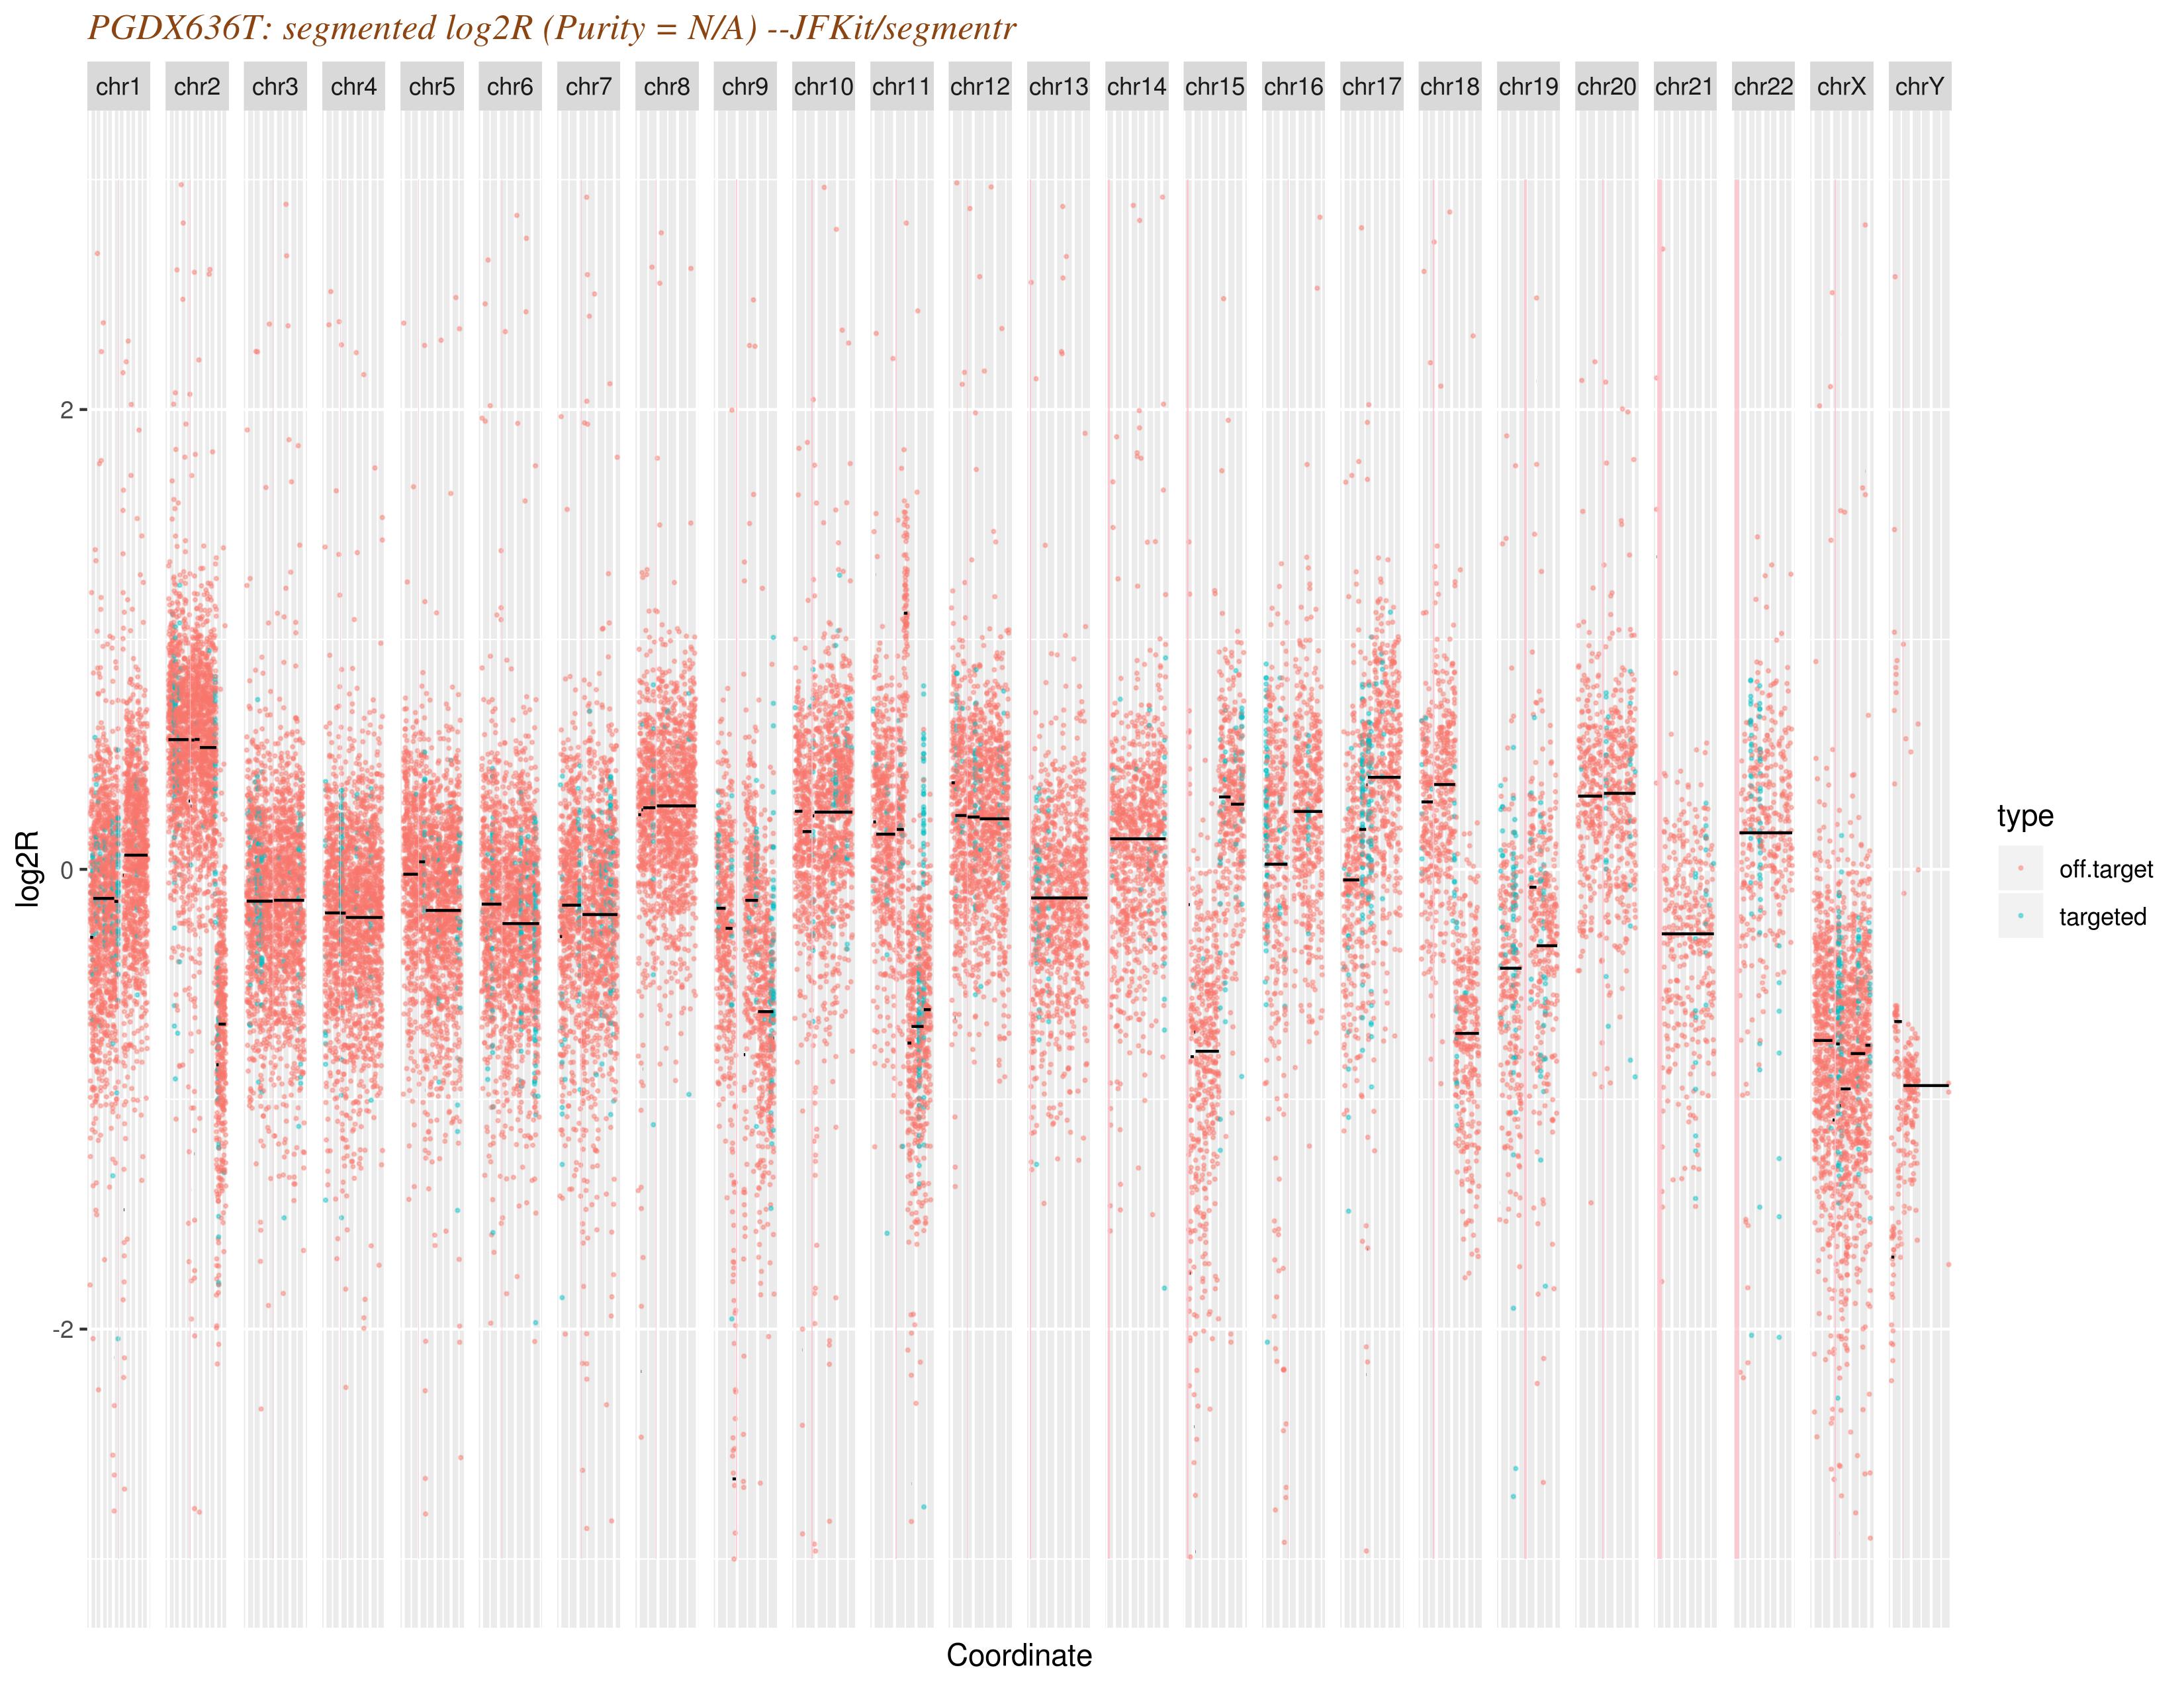 PGDX636T: segmented log2R (Purity = N/A) --JFKit/segmentr
chr1 chr2 chr3 chr4 chr5 chr6 chr7 chr8 chr9 chr10 chr11 chr12 chr13 chr14 chr15 chr16 chr17 chr18 chr19 chr20 chr21 chr22 chrX chrY
2
0
-2
log2R
Coordinate
type
off.target
targeted